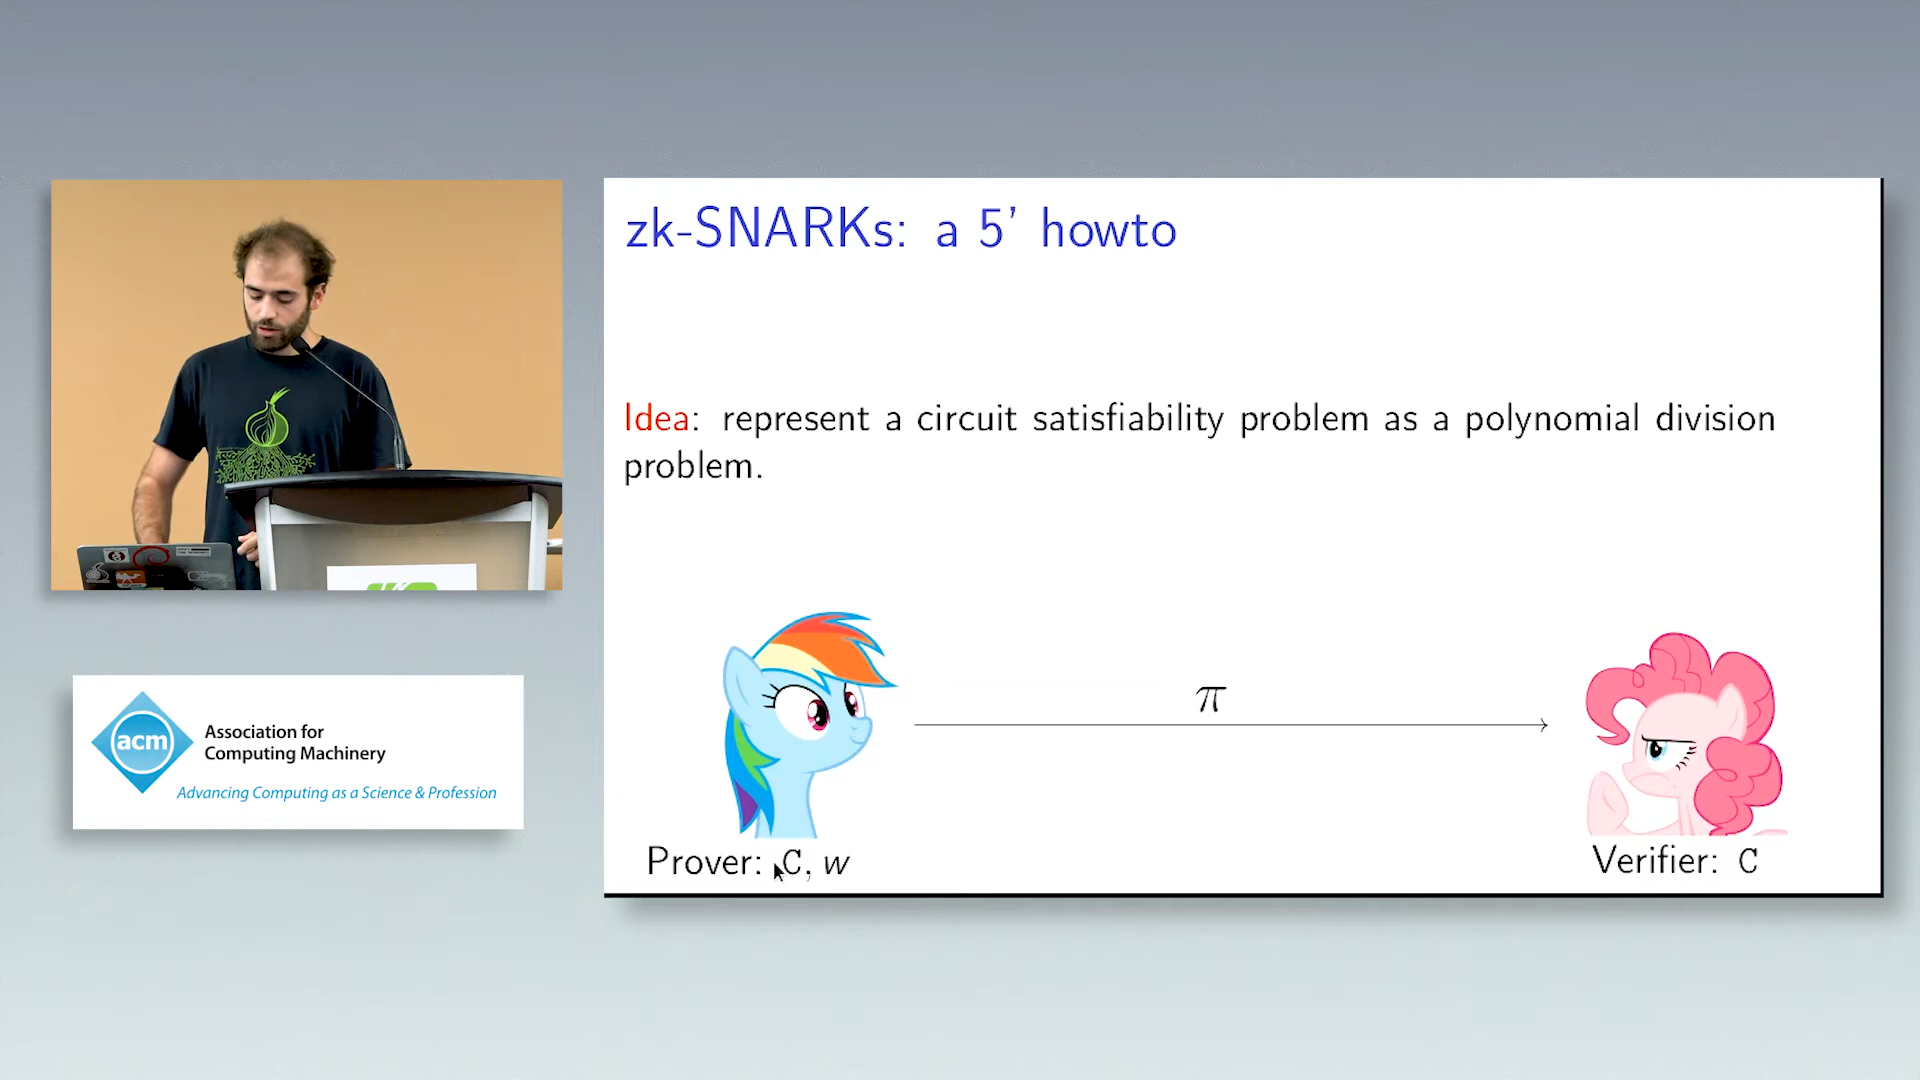 zk-SNARKs: a 5' howto
Idea: represent a circuit satisfiability problem as a polynomial division
problem.
π
Prover: C, w
Verifier: C
acm
Association for
Computing Machinery
Advancing Computing as a Science & Profession